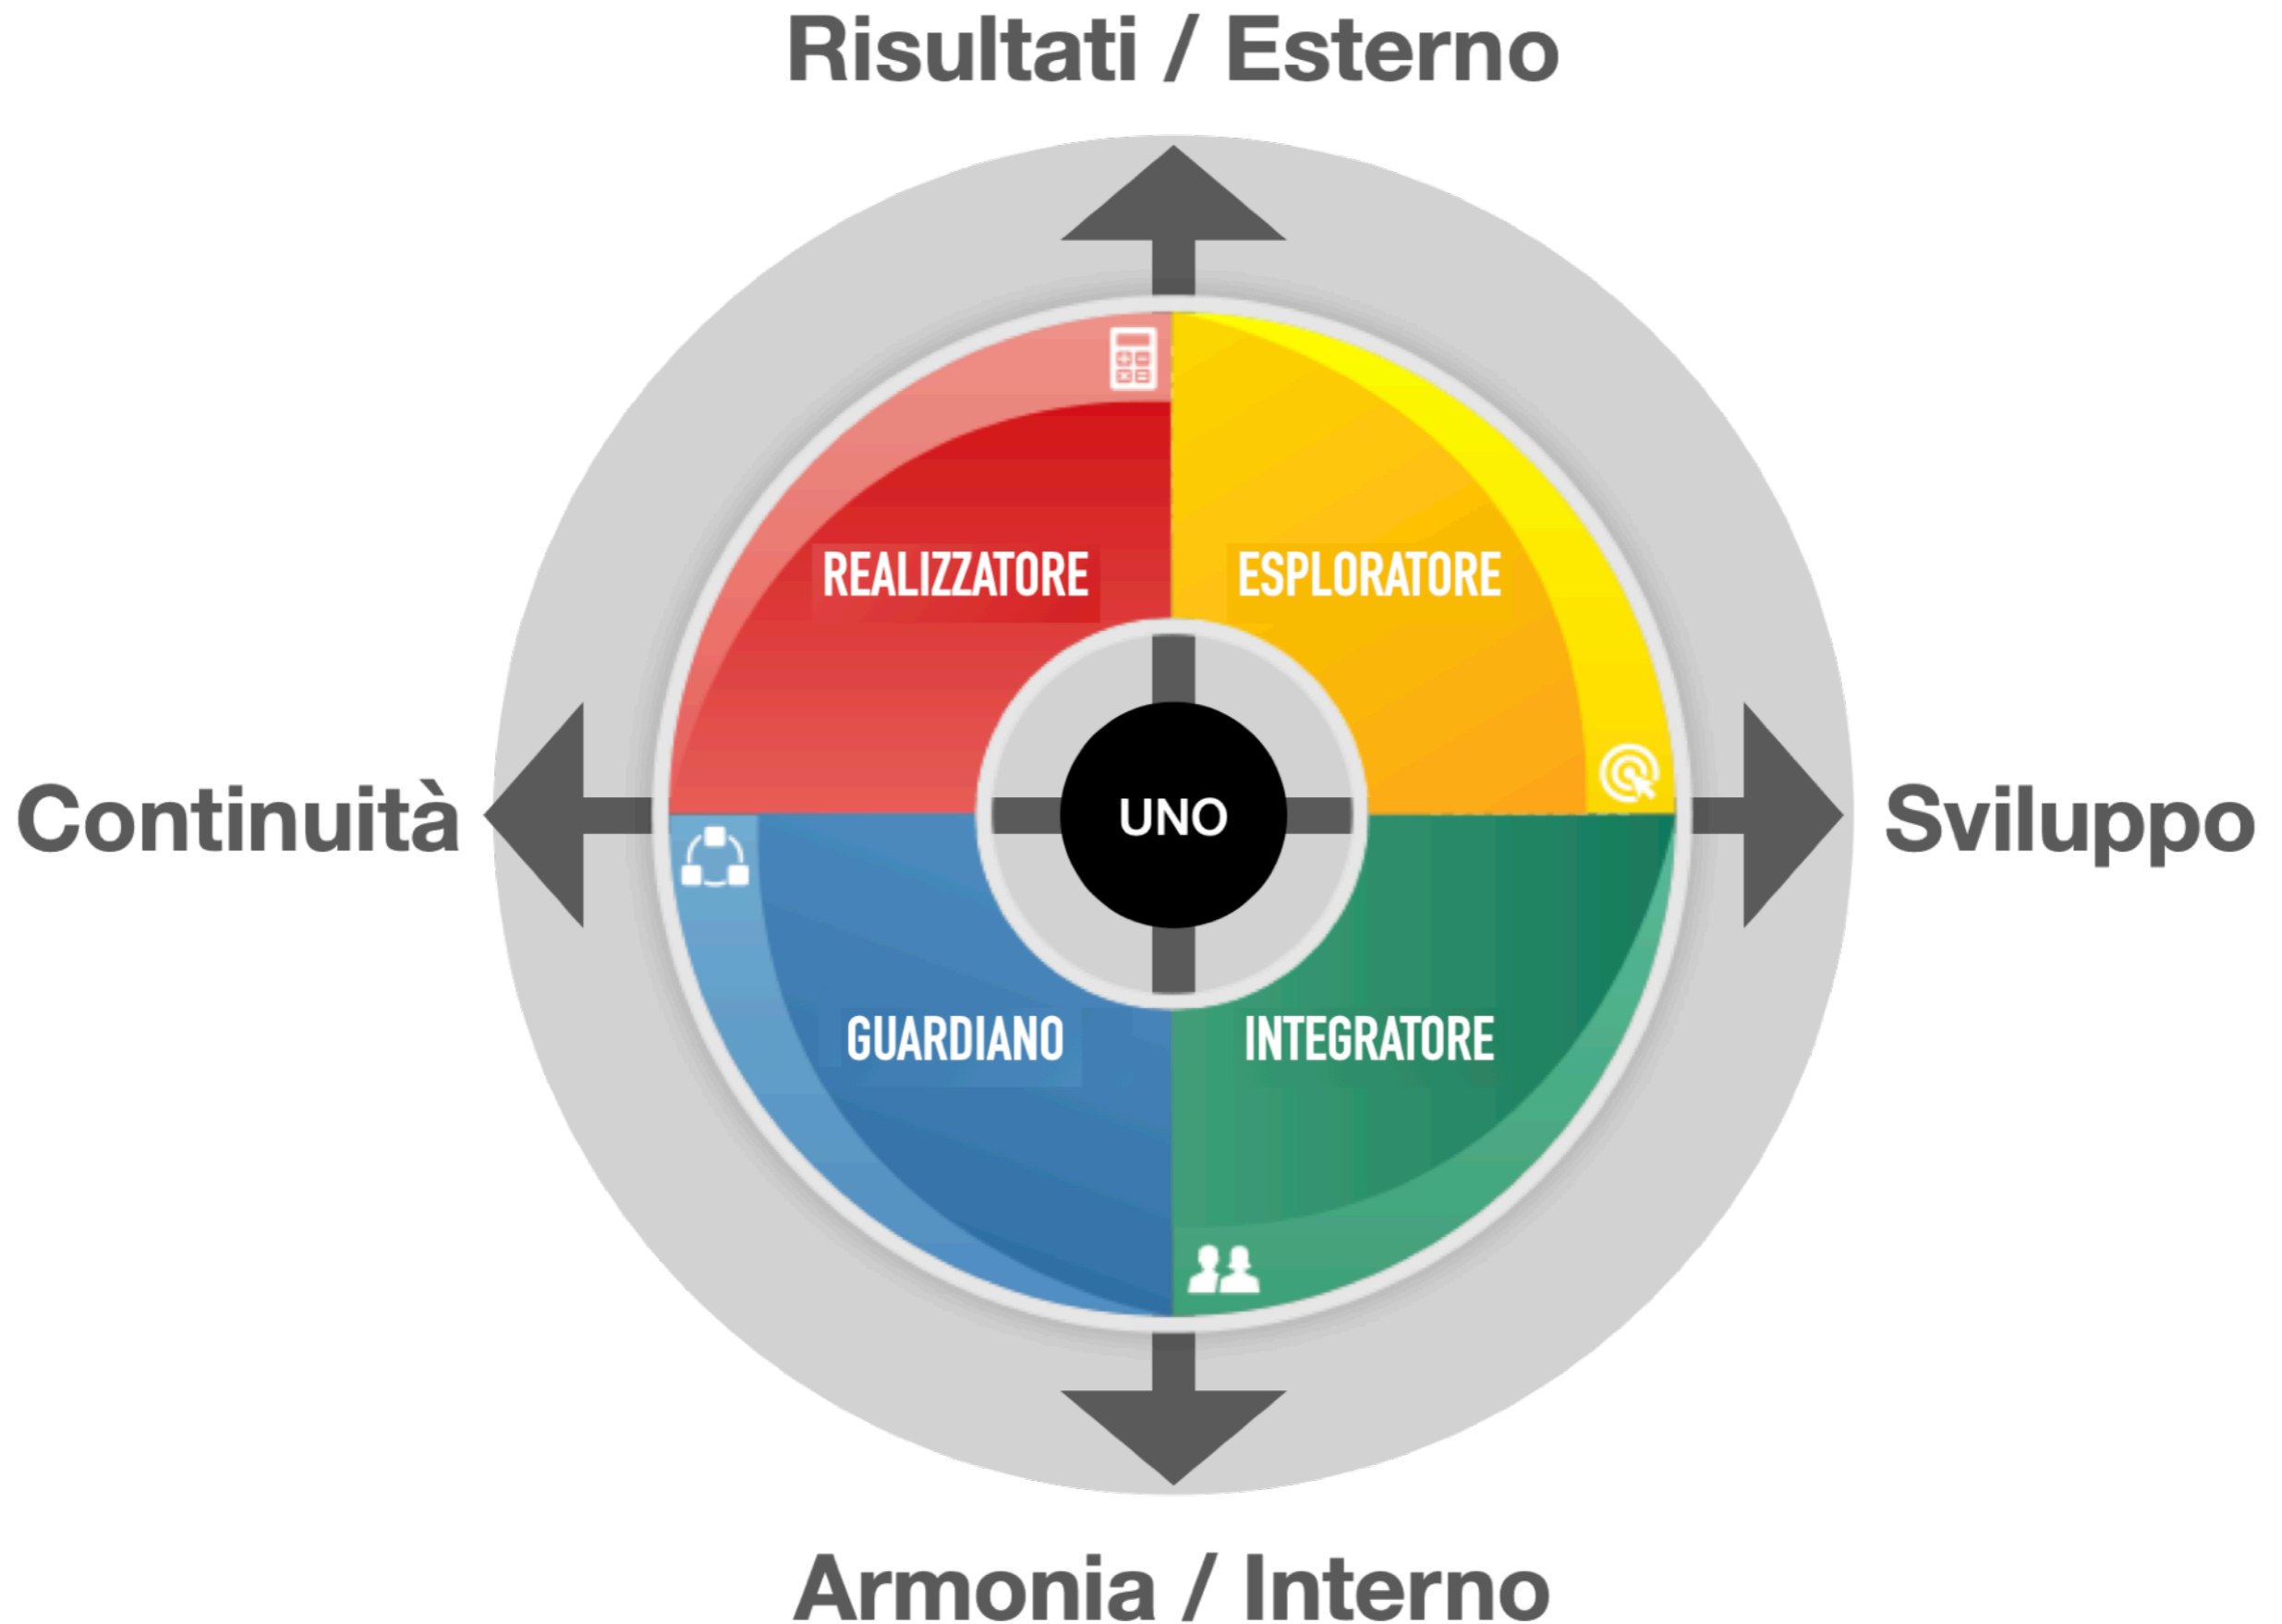 Risultati / Esterno
REALIZZATORE
ESPLORATORE
Continuità
UNO
Sviluppo
GUARDIANO
INTEGRATORE
Armonia / Interno